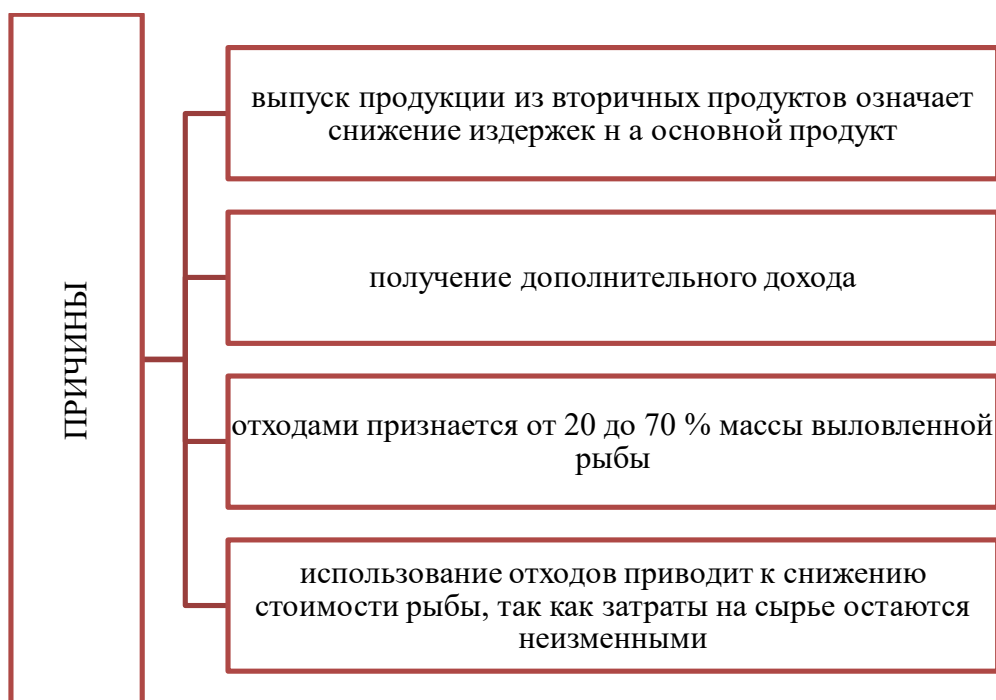 ПРИЧИНЫ
выпуск продукции из вторичных продуктов означает
снижение издержек н а основной продукт
получение дополнительного дохода
отходами признается от 20 до 70 % массы выловленной
рыбы
использование отходов приводит к снижению
стоимости рыбы, так как затраты на сырье остаются
неизменными